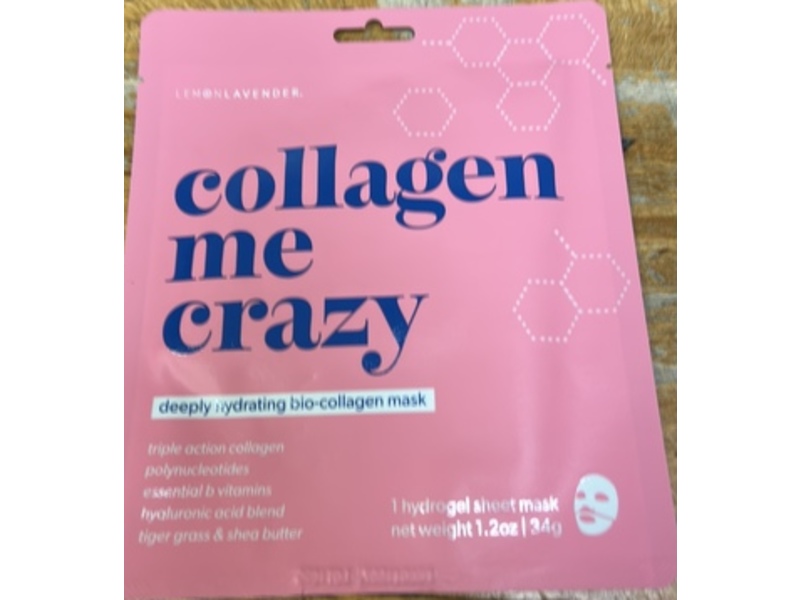 LEMONLAVENDER.
collagen
me
crazy
deeply hydrating bio-collagen mask
triple action collagen
polynucleotides
essential b vitamins
hyaluronic acid blend
tiger grass & shea butter
1 hydrogel sheet mask
net weight 1.2oz | 34g